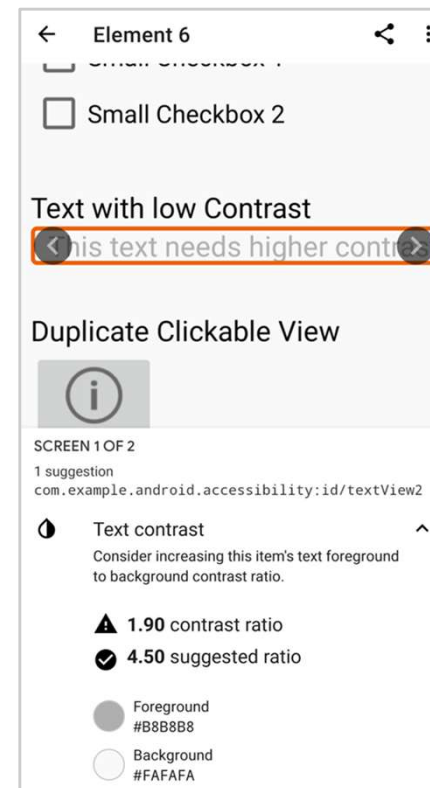 Element 6
Small Checkbox 2
Text with low Contrast
This text needs higher contras
Duplicate Clickable View
i
SCREEN 1 OF 2
1 suggestion
com.example.android.accessibility:id/textView2
Text contrast
Consider increasing this item's text foreground
to background contrast ratio.
1.90 contrast ratio
4.50 suggested ratio
Foreground
#B8B8B8
Background
#FAFAFA